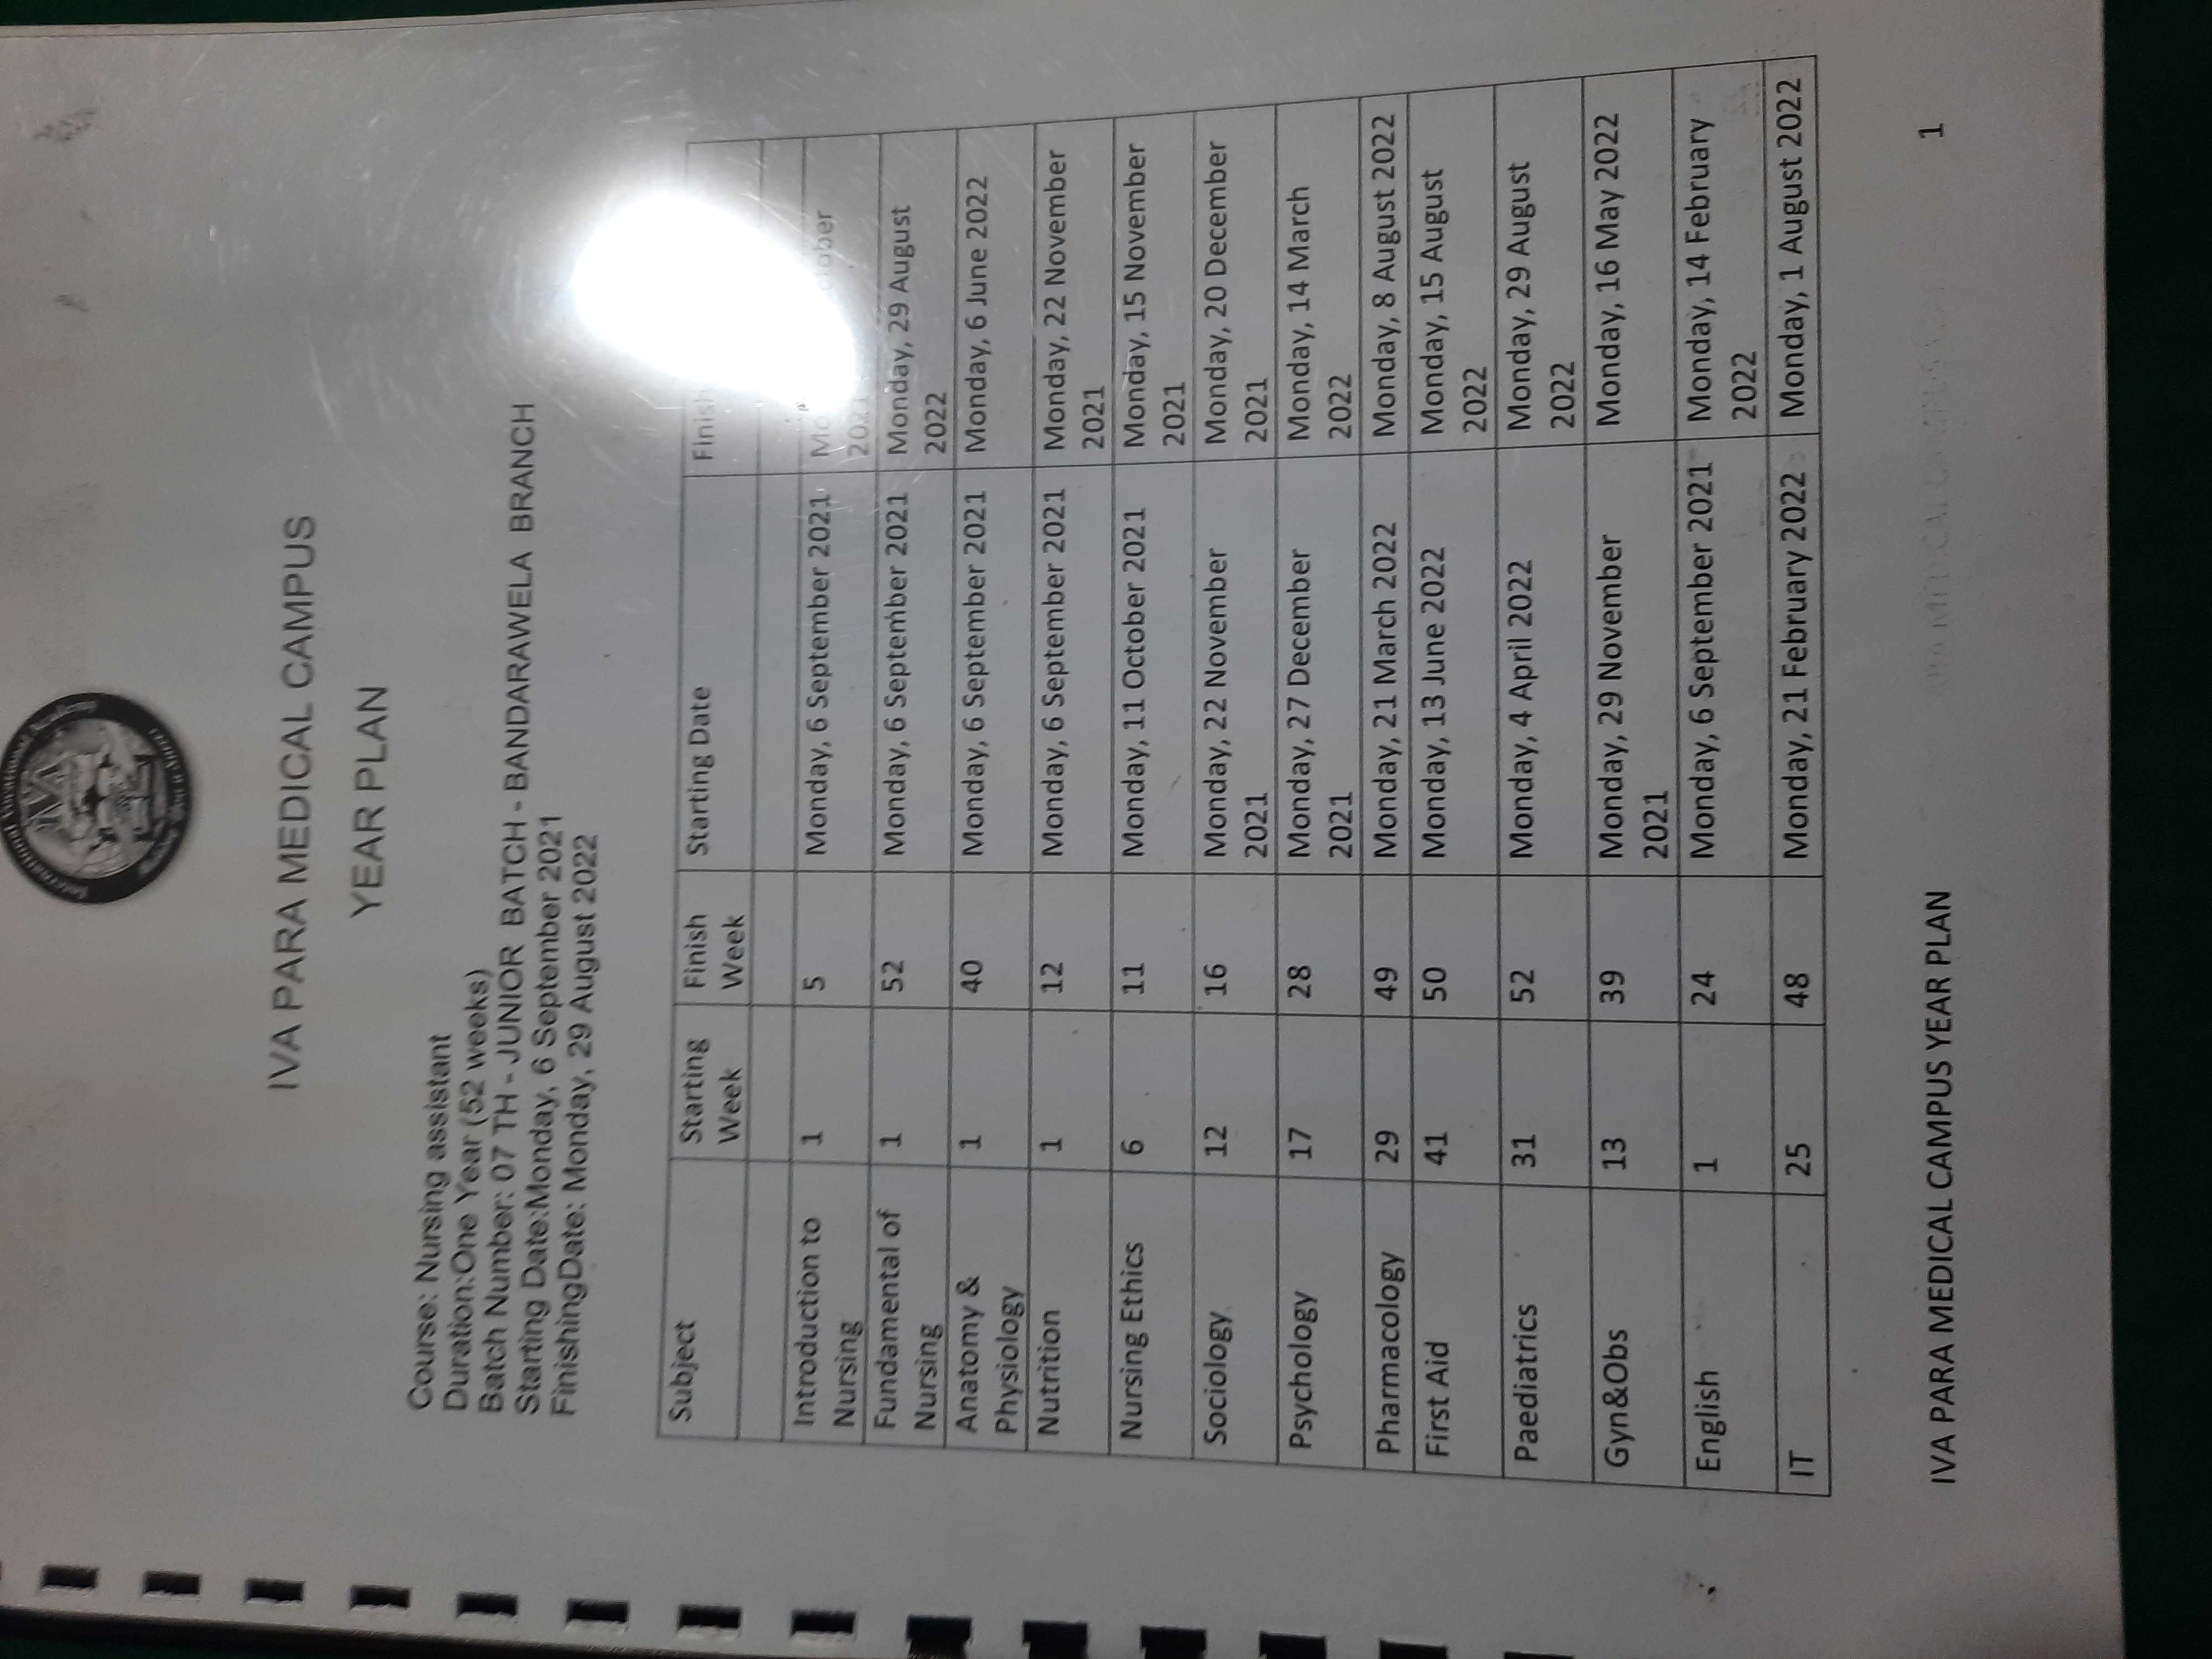 IVA
IVA PARA MEDICAL CAMPUS
YEAR PLAN
Course: Nursing assistant
Duration:One Year (52 weeks)
Batch Number: 07 TH - JUNIOR BATCH - BANDARAWELA BRANCH
Starting Date:Monday, 6 September 2021
FinishingDate: Monday, 29 August 2022
Subject Starting Finish Starting Date Finish
Week Week
Introduction to 1 5 Monday, 6 September 2021
Nursing 2021
Fundamental of 1 52 Monday, 6 September 2021 Monday, 29 August
Nursing 2022
Anatomy & 1 40 Monday, 6 September 2021 Monday, 6 June 2022
Physiology
Nutrition 1 12 Monday, 6 September 2021 Monday, 22 November
2021
Nursing Ethics 6 11 Monday, 11 October 2021 Monday, 15 November
2021
Sociology 12 16 Monday, 22 November Monday, 20 December
2021 2021
Psychology 17 28 Monday, 27 December Monday, 14 March
2021 2022
Pharmacology 29 49 Monday, 21 March 2022 Monday, 8 August 2022
First Aid 41 50 Monday, 13 June 2022 Monday, 15 August
2022
Paediatrics 31 52 Monday, 4 April 2022 Monday, 29 August
2022
Gyn&Obs 13 39 Monday, 29 November Monday, 16 May 2022
2021
English 1 24 Monday, 6 September 2021 Monday, 14 February
2022
IT 25 48 Monday, 21 February 2022 Monday, 1 August 2022
IVA PARA MEDICAL CAMPUS YEAR PLAN 1